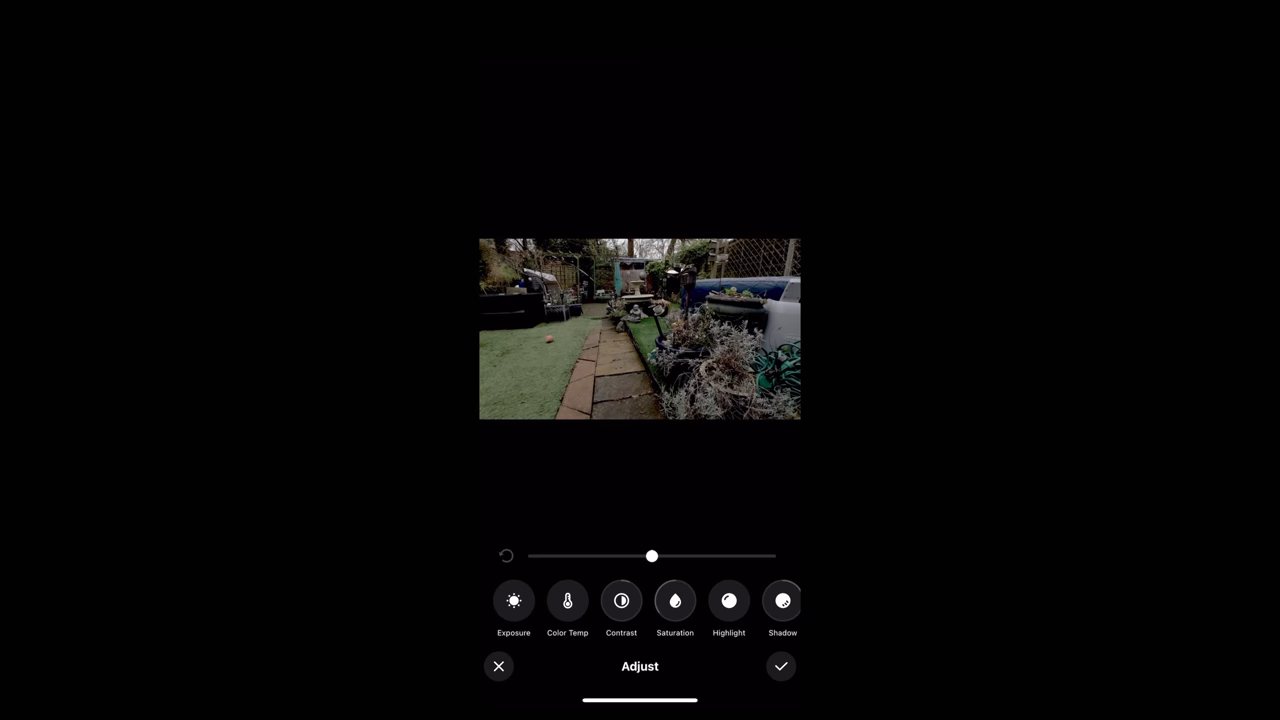 Exposure
Color Temp
Contrast
Saturation
Highlight
Shadow
Adjust